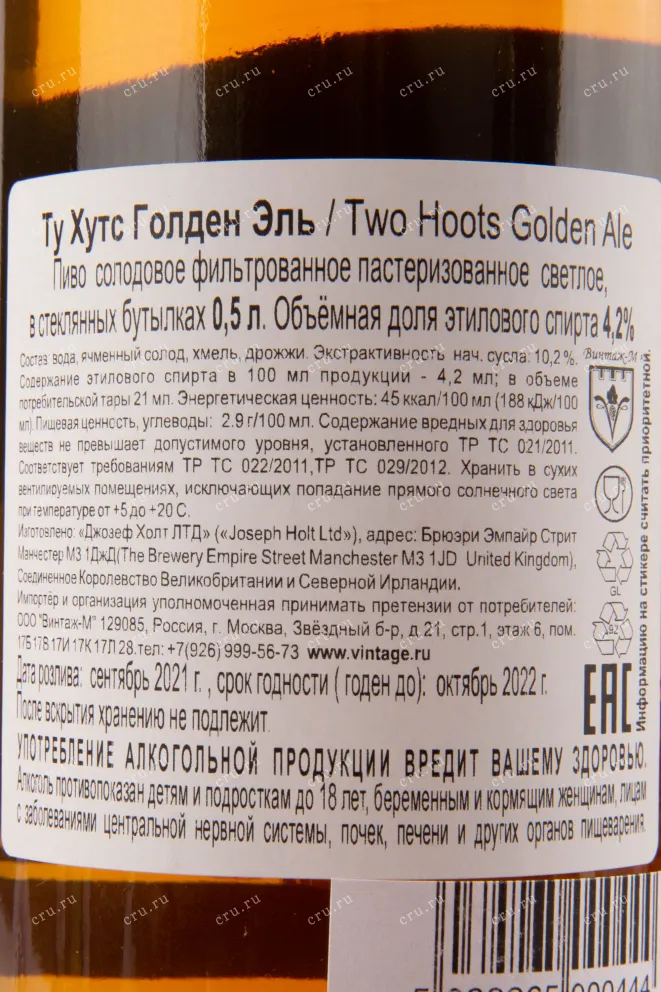 Ту Хутс Голден Эль / Two Hoots Golden Ale
Пиво солодовое фильтрованное пастеризованное светлое,
в стеклянных бутылках 0,5 л. Объёмная доля этилового спирта 4,2%
Состав: вода, ячменный солод, хмель, дрожжи. Экстрактивность нач. сусла: 10,2 %.
Содержание этилового спирта в 100 мл продукции - 4,2 мл; в объеме
потребительской тары 21 мл. Энергетическая ценность: 45 ккал/100 мл (188 кДж/100
мл). Пищевая ценность, углеводы: 2.9 г/100 мл. Содержание вредных для здоровья
веществ не превышает допустимого уровня, установленного ТР ТС 021/2011.
Соответствует требованиям ТР ТС 022/2011,ТР ТС 029/2012. Хранить в сухих
вентилируемых помещениях, исключающих попадание прямого солнечного света
при температуре от +5 до +20 С.
Изготовлено: «Джозеф Холт ЛТД» («Joseph Holt Ltd»), адрес: Брюэри Эмпайр Стрит
Манчестер М3 1ДжД(The Brewery Empire Street Manchester M3 1JD United Kingdom),
Соединенное Королевство Великобритании и Северной Ирландии.
Импортёр и организация уполномоченная принимать претензии от потребителей:
ООО "Винтаж-М" 129085, Россия, г. Москва, Звёздный б-р, д.21, стр.1, этаж 6, пом.
17Б 17В 17И 17К 17Л 28. тел: +7(926) 999-56-73 www.vintage.ru
Дата розлива: сентябрь 2021 г. , срок годности ( годен до): октябрь 2022 г.
После вскрытия хранению не подлежит.
УПОТРЕБЛЕНИЕ АЛКОГОЛЬНОЙ ПРОДУКЦИИ ВРЕДИТ ВАШЕМУ ЗДОРОВЬЮ.
Алкоголь противопоказан детям и подросткам до 18 лет, беременным и кормящим женщинам, лицам
с заболеваниями центральной нервной системы, почек, печени и других органов пищеварения.
Винтаж-М
GL
EAC
Информацию на стикере считать приоритетной.
cru.ru